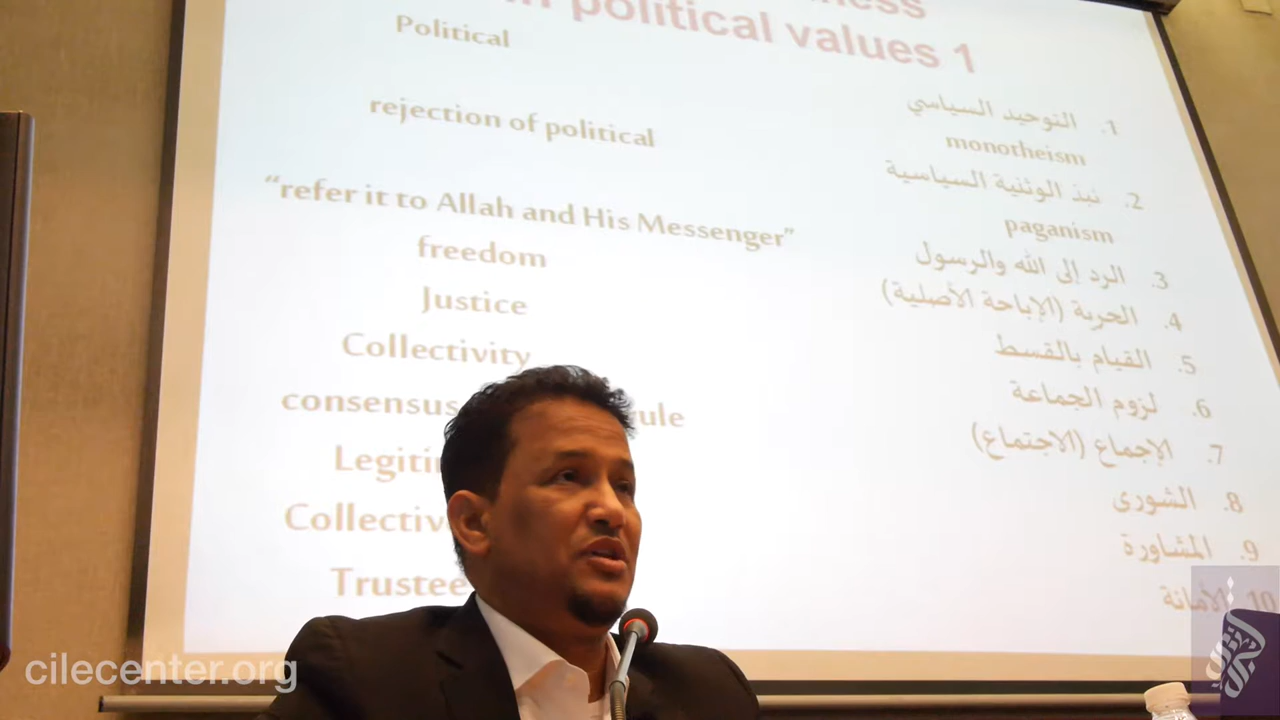 in political values 1
Political
1. التوحيد السياسي
monotheism
rejection of political
2. نبذ الوثنية السياسية
paganism
“refer it to Allah and His Messenger”
3. الرد إلى الله والرسول
freedom
4. الحرية (الإباحة الأصلية)
Justice
5. القيام بالقسط
Collectivity
6. لزوم الجماعة
consensus
7. الإجماع (الاجتماع)
8. الشورى
9. المشاورة
Trustee
10. الأمانة
cilecenter.org